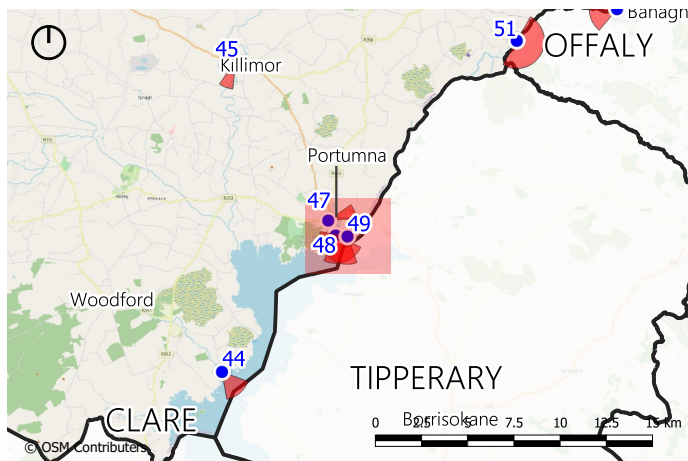 Banagh
51
OFFALY
45
Killimor
Portumna
47
49
48
Woodford
44
TIPPERARY
CLARE
Borrisokane
0 2.5 5 7.5 10 12.5 15 km
© OSM Contributors